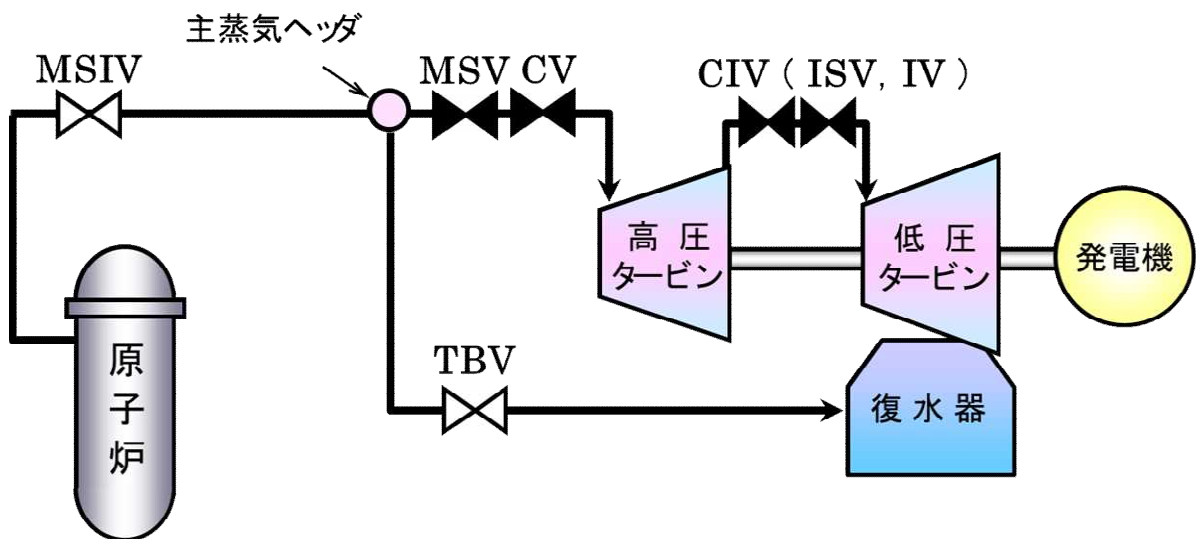 主蒸気ヘッダ
MSIV
MSV CV
CIV ( ISV, IV )
高 圧
タービン
低 圧
タービン
発電機
原
子
炉
TBV
復 水 器